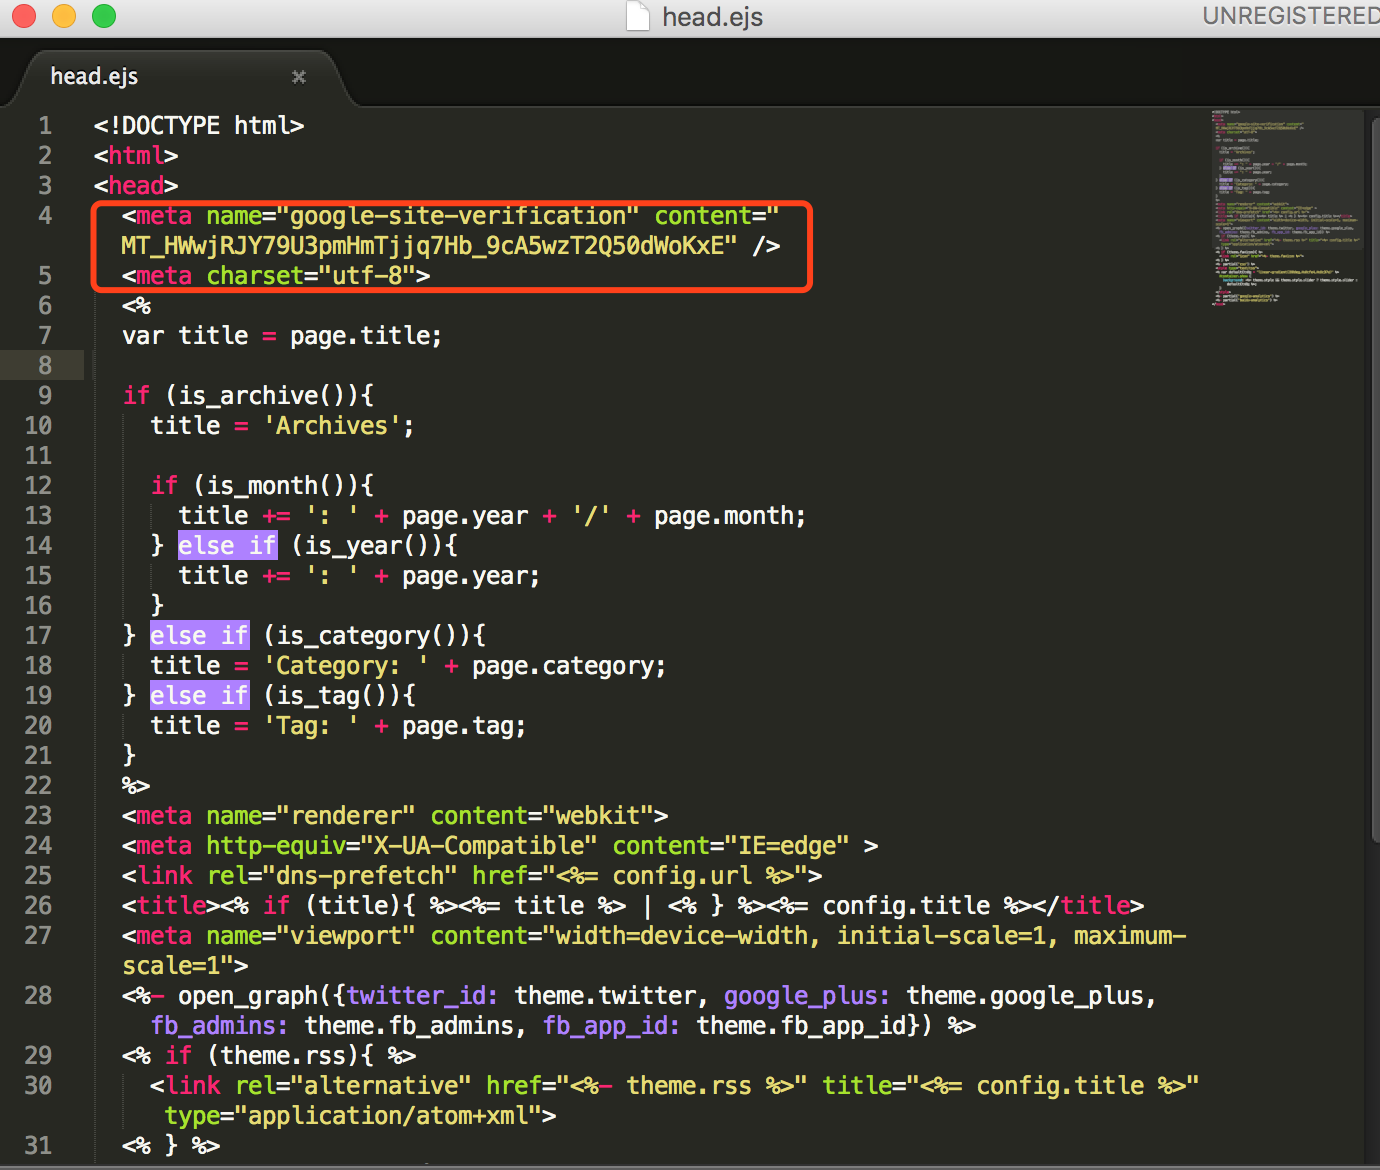 head.ejs
UNREGISTERED
head.ejs
1 <!DOCTYPE html>
2 <html>
3 <head>
4 <meta name="google-site-verification" content="
MT_HWwjRJY79U3pmHmTjjq7Hb_9cA5wzT2Q50dWoKxE" />
5 <meta charset="utf-8">
6 <%
7 var title = page.title;
8
9 if (is_archive()){
10 title = 'Archives';
11
12 if (is_month()){
13 title += ': ' + page.year + '/' + page.month;
14 } else if (is_year()){
15 title += ': ' + page.year;
16 }
17 } else if (is_category()){
18 title = 'Category: ' + page.category;
19 } else if (is_tag()){
20 title = 'Tag: ' + page.tag;
21 }
22 %>
23 <meta name="renderer" content="webkit">
24 <meta http-equiv="X-UA-Compatible" content="IE=edge" >
25 <link rel="dns-prefetch" href="<%= config.url %>">
26 <title><% if (title){ %><%= title %> | <% } %><%= config.title %></title>
27 <meta name="viewport" content="width=device-width, initial-scale=1, maximum-
scale=1">
28 <%- open_graph({twitter_id: theme.twitter, google_plus: theme.google_plus,
fb_admins: theme.fb_admins, fb_app_id: theme.fb_app_id}) %>
29 <% if (theme.rss){ %>
30 <link rel="alternative" href="<%- theme.rss %>" title="<%= config.title %>"
type="application/atom+xml">
31 <% } %>